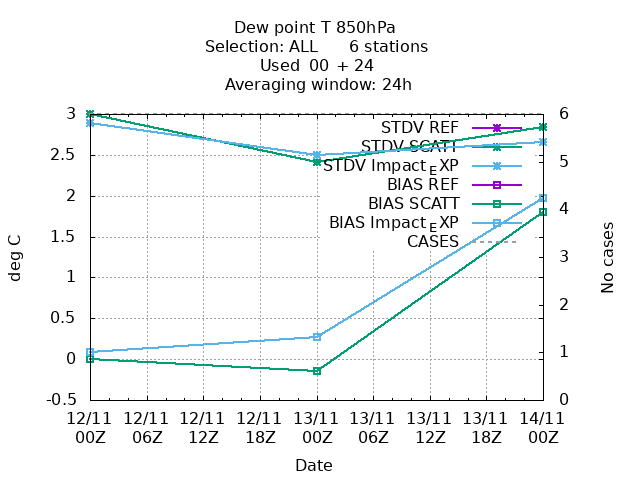 Dew point T 850hPa
Selection: ALL 6 stations
Used 00 + 24
Averaging window: 24h
3
2.5
2
1.5
1
0.5
0
-0.5
deg C
6
5
4
3
2
1
0
No cases
STDV REF
STDV SCATT
STDV Impact_EXP
BIAS REF
BIAS SCATT
BIAS Impact_EXP
CASES
12/11 12/11 12/11 12/11 13/11 13/11 13/11 13/11 14/11
00Z 06Z 12Z 18Z 00Z 06Z 12Z 18Z 00Z
Date